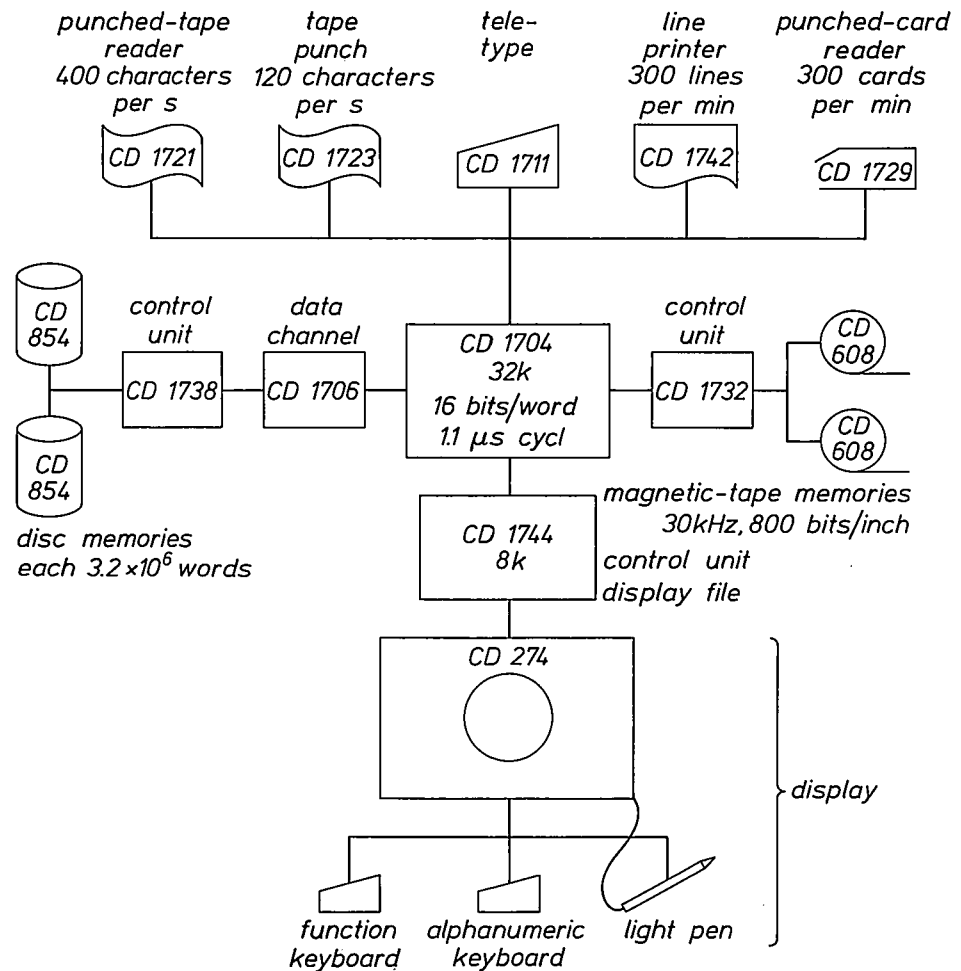 punched-tape
reader
400 characters
per s
tape
punch
120 characters
per s
tele-
type
line
printer
300 lines
per min
punched-card
reader
300 cards
per min
CD 1721
CD 1723
CD 1711
CD 1742
CD 1729
CD
854
control
unit
CD 1738
data
channel
CD 1706
CD 1704
32k
16 bits/word
1.1 μs cycl
control
unit
CD 1732
CD
608
CD
854
CD
608
disc memories
each 3.2×10⁶ words
magnetic-tape memories
30kHz, 800 bits/inch
CD 1744
8k
control unit
display file
CD 274
display
function
keyboard
alphanumeric
keyboard
light pen